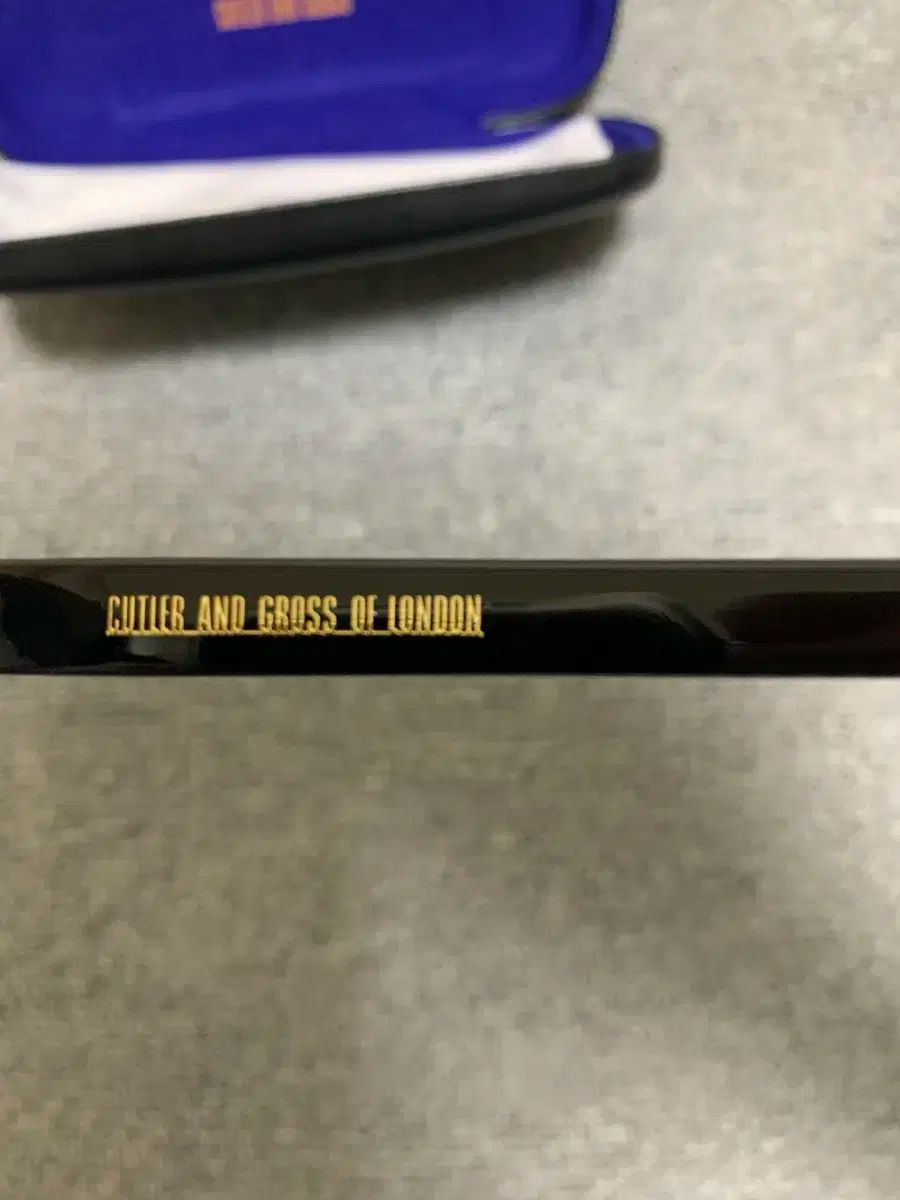 CUTLER AND GROSS OF LONDON